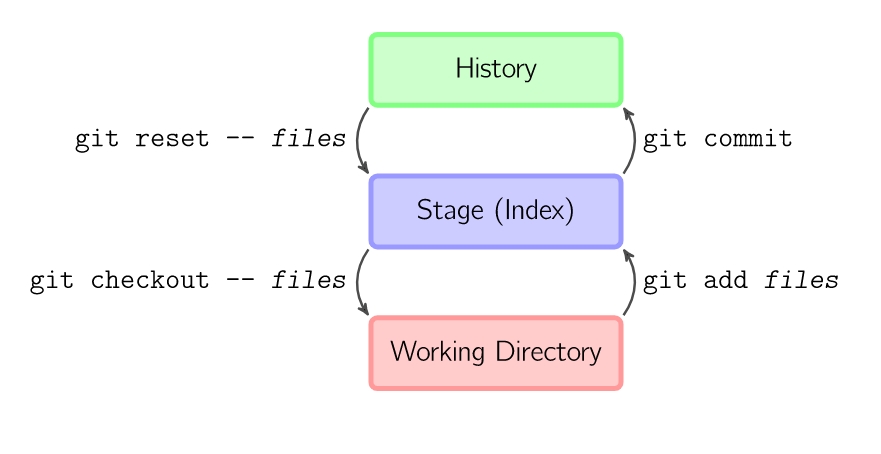 History
git reset -- files
git commit
Stage (Index)
git checkout -- files
git add files
Working Directory